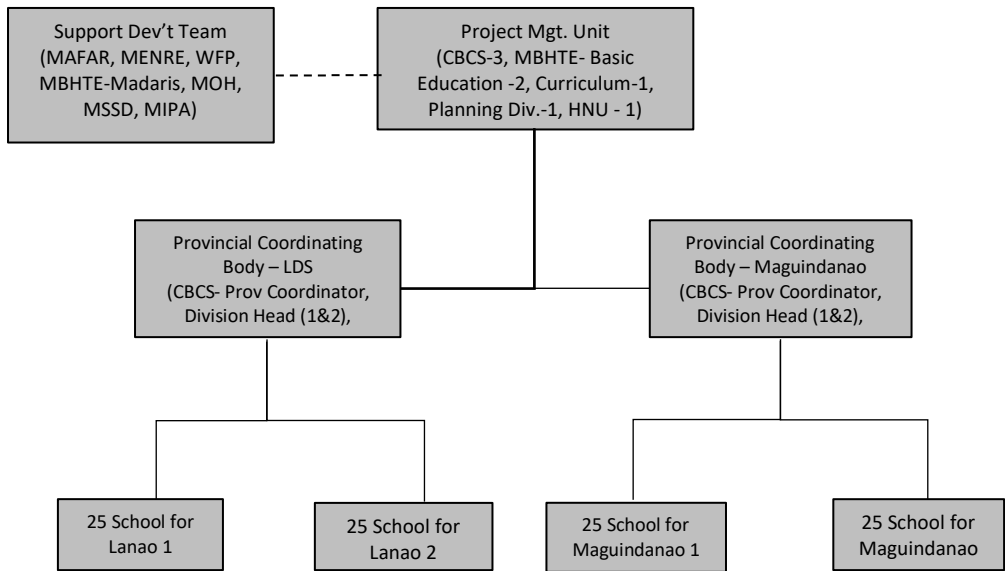 Support Dev't Team
(MAFAR, MENRE, WFP,
MBHTE-Madaris, MOH,
MSSD, MIPA)
Project Mgt. Unit
(CBCS-3, MBHTE- Basic
Education -2, Curriculum-1,
Planning Div.-1, HNU - 1)
Provincial Coordinating
Body – LDS
(CBCS- Prov Coordinator,
Division Head (1&2),
Provincial Coordinating
Body – Maguindanao
(CBCS- Prov Coordinator,
Division Head (1&2),
25 School for
Lanao 1
25 School for
Lanao 2
25 School for
Maguindanao 1
25 School for
Maguindanao